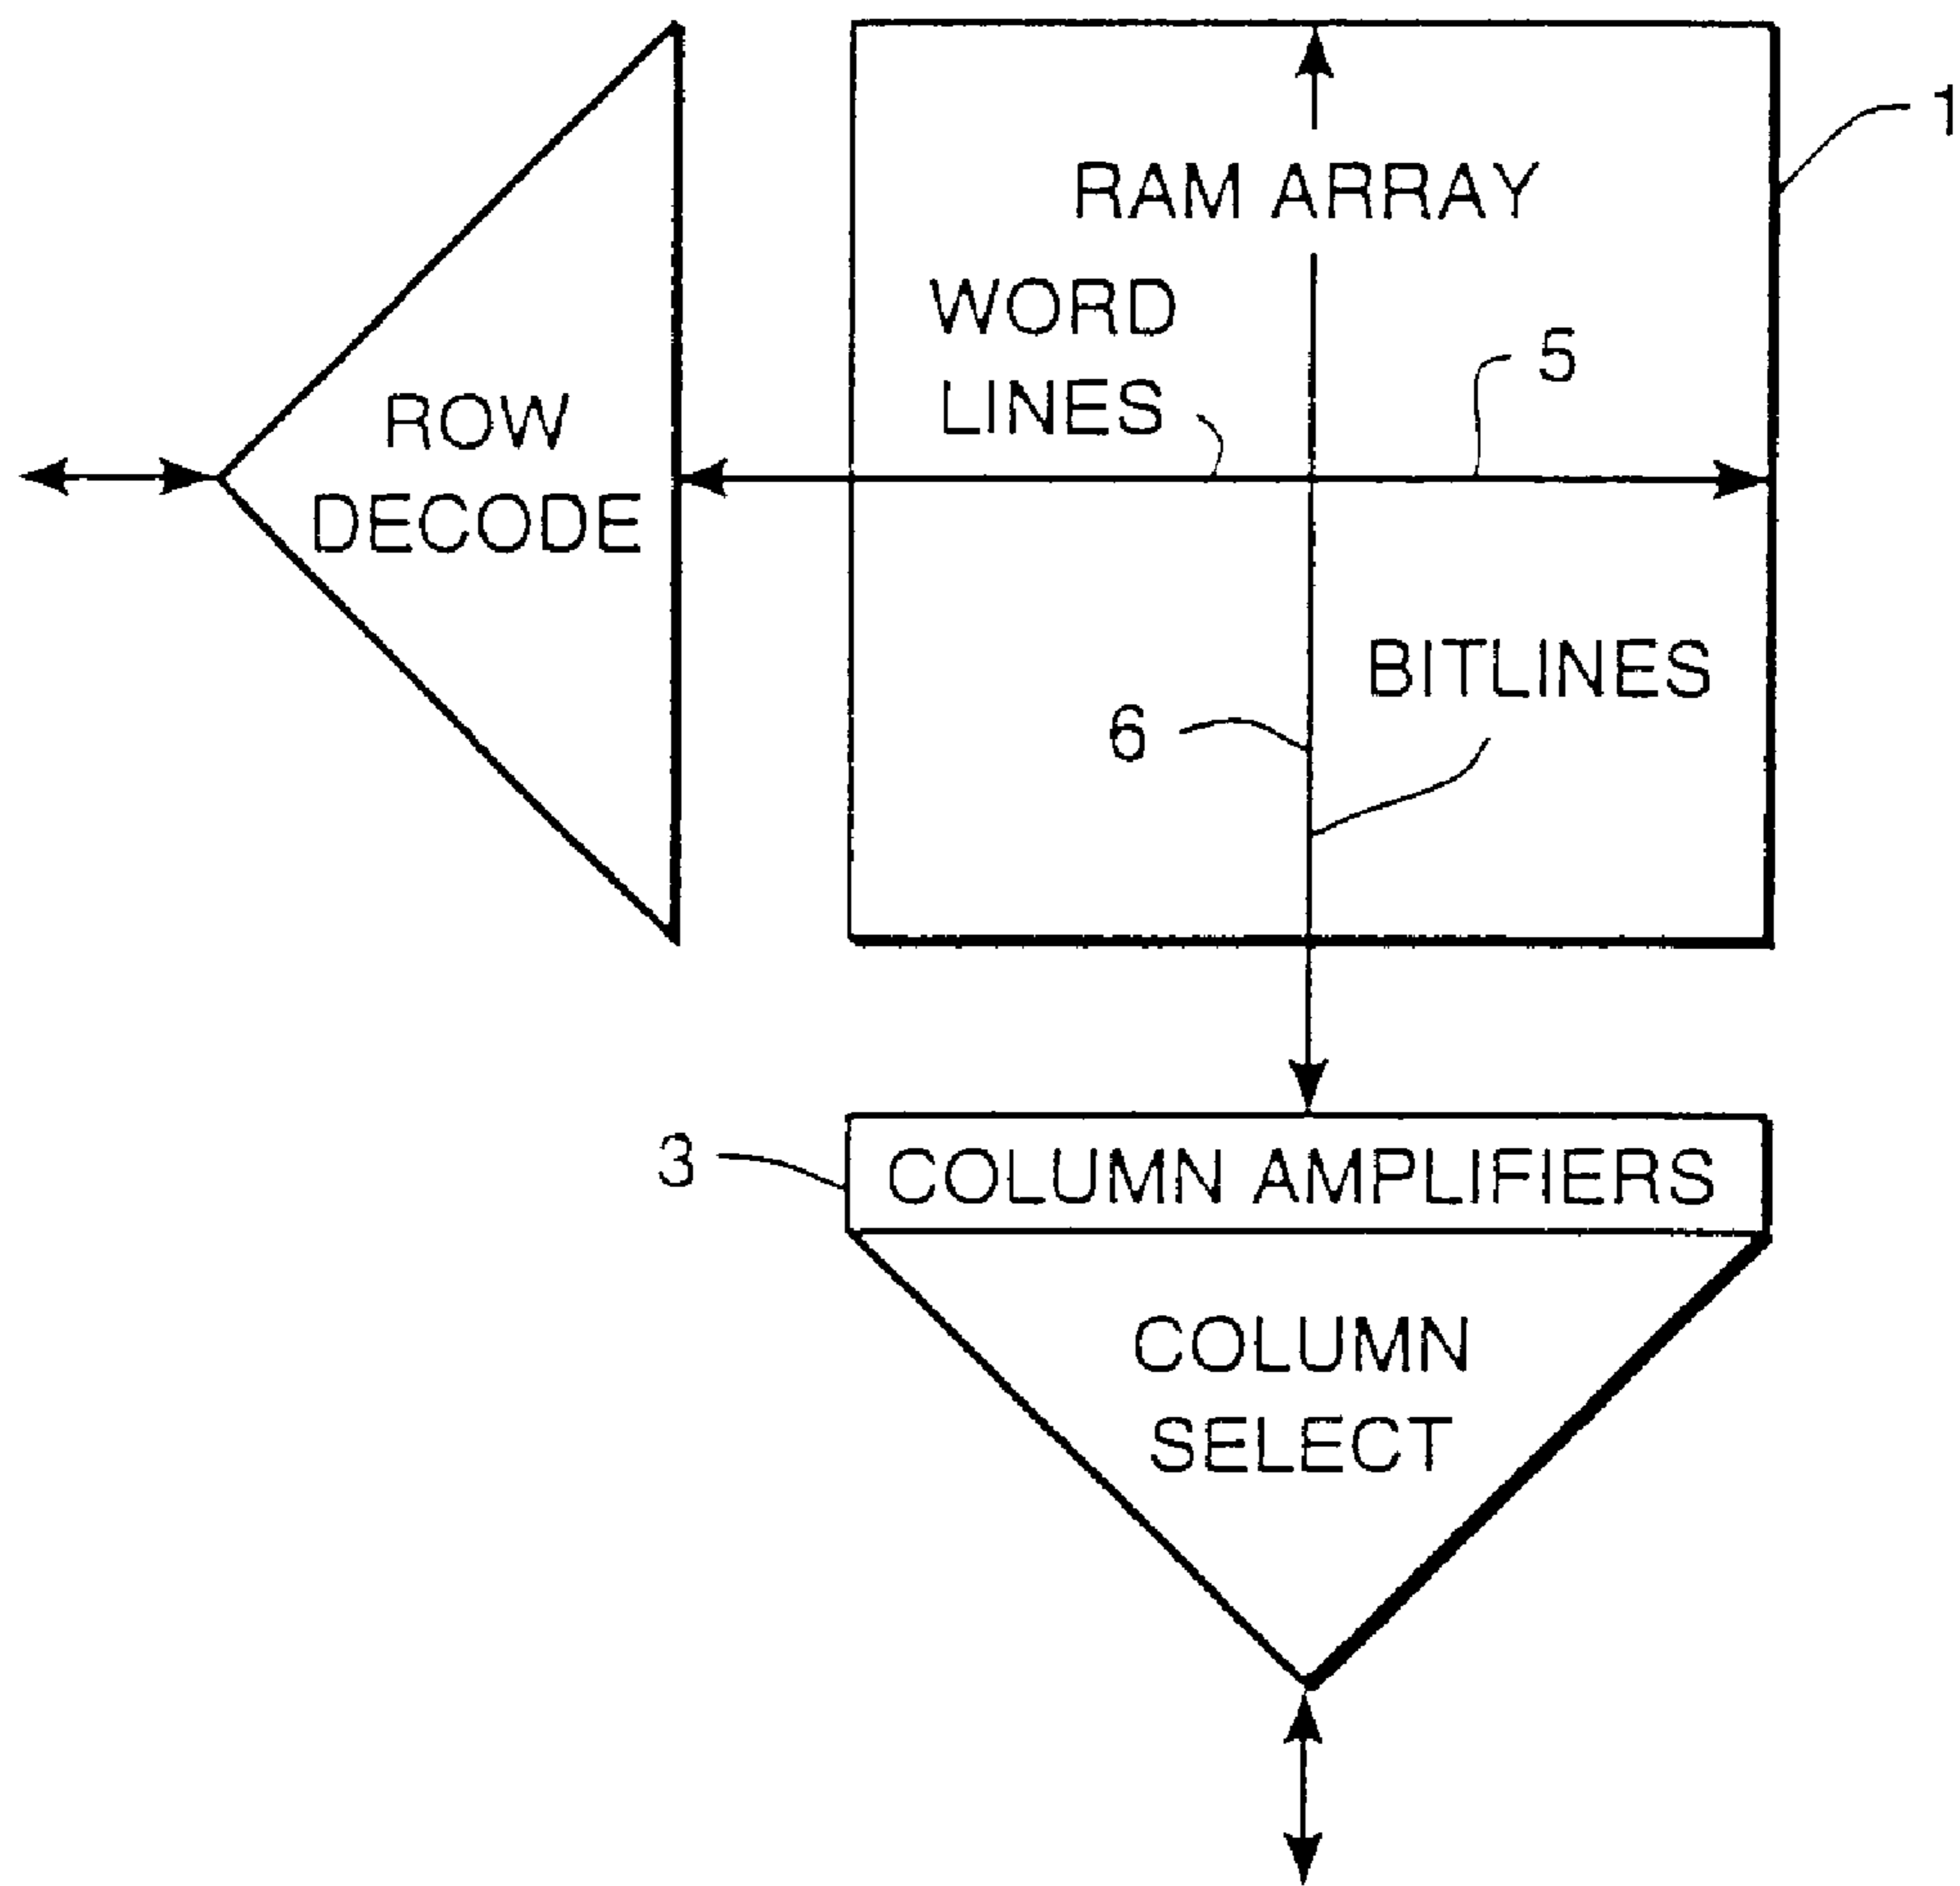 1
RAM ARRAY
WORD
LINES
5
ROW
DECODE
BITLINES
6
3
COLUMN AMPLIFIERS
COLUMN
SELECT